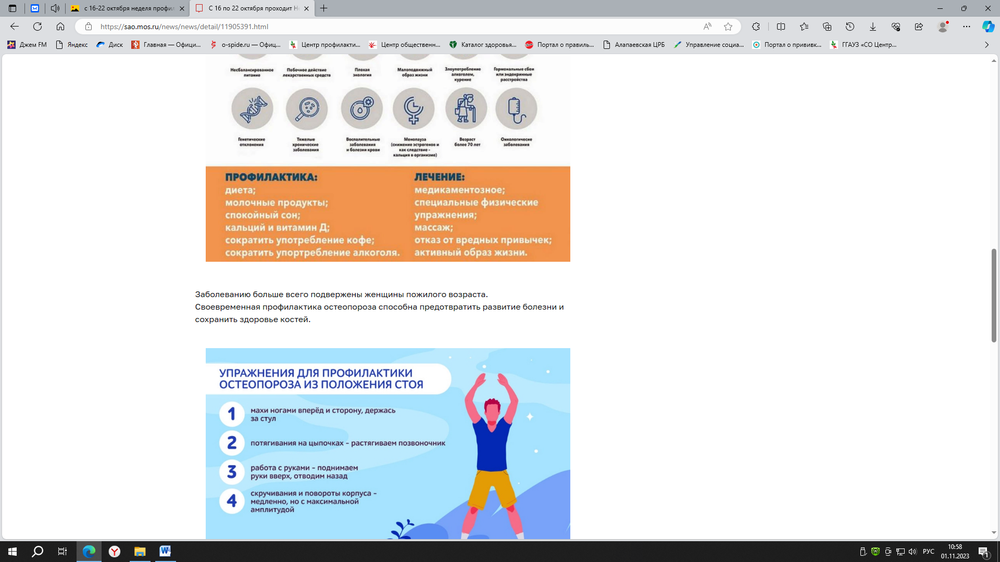 с 16-22 октября неделя профил
С 16 по 22 октября проходит Н
https://sao.mos.ru/news/news/detail/11905391.html
Джем FM
Яндекс
Диск
Главная — Офици...
o-spide.ru — Офиц...
Центр профилакти...
Центр общественн...
Каталог здоровья...
Портал о правиль...
Алапаевская ЦРБ
Управление социа...
Портал о прививк...
ГГАУЗ «СО Центр...
Несбалансированное
питание
Побочное действие
лекарственных средств
Плохая
экология
Малоподвижный
образ жизни
Злоупотребление
алкоголем,
курение
Гормональные сбои
или эндокринные
расстройства
Генетические
отклонения
Тяжелые
хронические
заболевания
Воспалительные
заболевания
и болезни крови
Менопауза
(снижение эстрогенов и
как следствие -
кальция в организме)
Возраст
более 70 лет
Онкологичесие
заболевания
ПРОФИЛАКТИКА:
диета;
молочные продукты;
спокойный сон;
кальций и витамин Д;
сократить употребление кофе;
сократить упортребление алкоголя.
ЛЕЧЕНИЕ:
медикаментозное;
специальные физические
упражнения;
массаж;
отказ от вредных привычек;
активный образ жизни.
Заболеванию больше всего подвержены женщины пожилого возраста.
Своевременная профилактика остеопороза способна предотвратить развитие болезни и
сохранить здоровье костей.
УПРАЖНЕНИЯ ДЛЯ ПРОФИЛАКТИКИ
ОСТЕОПОРОЗА ИЗ ПОЛОЖЕНИЯ СТОЯ
1
махи ногами вперёд и сторону, держась
за стул
2
потягивания на цыпочках - растягиваем позвоночник
3
работа с руками - поднимаем
руки вверх, отводим назад
4
скручивания и повороты корпуса -
медленно, но с максимальной
амплитудой
РУС
10:58
01.11.2023
1